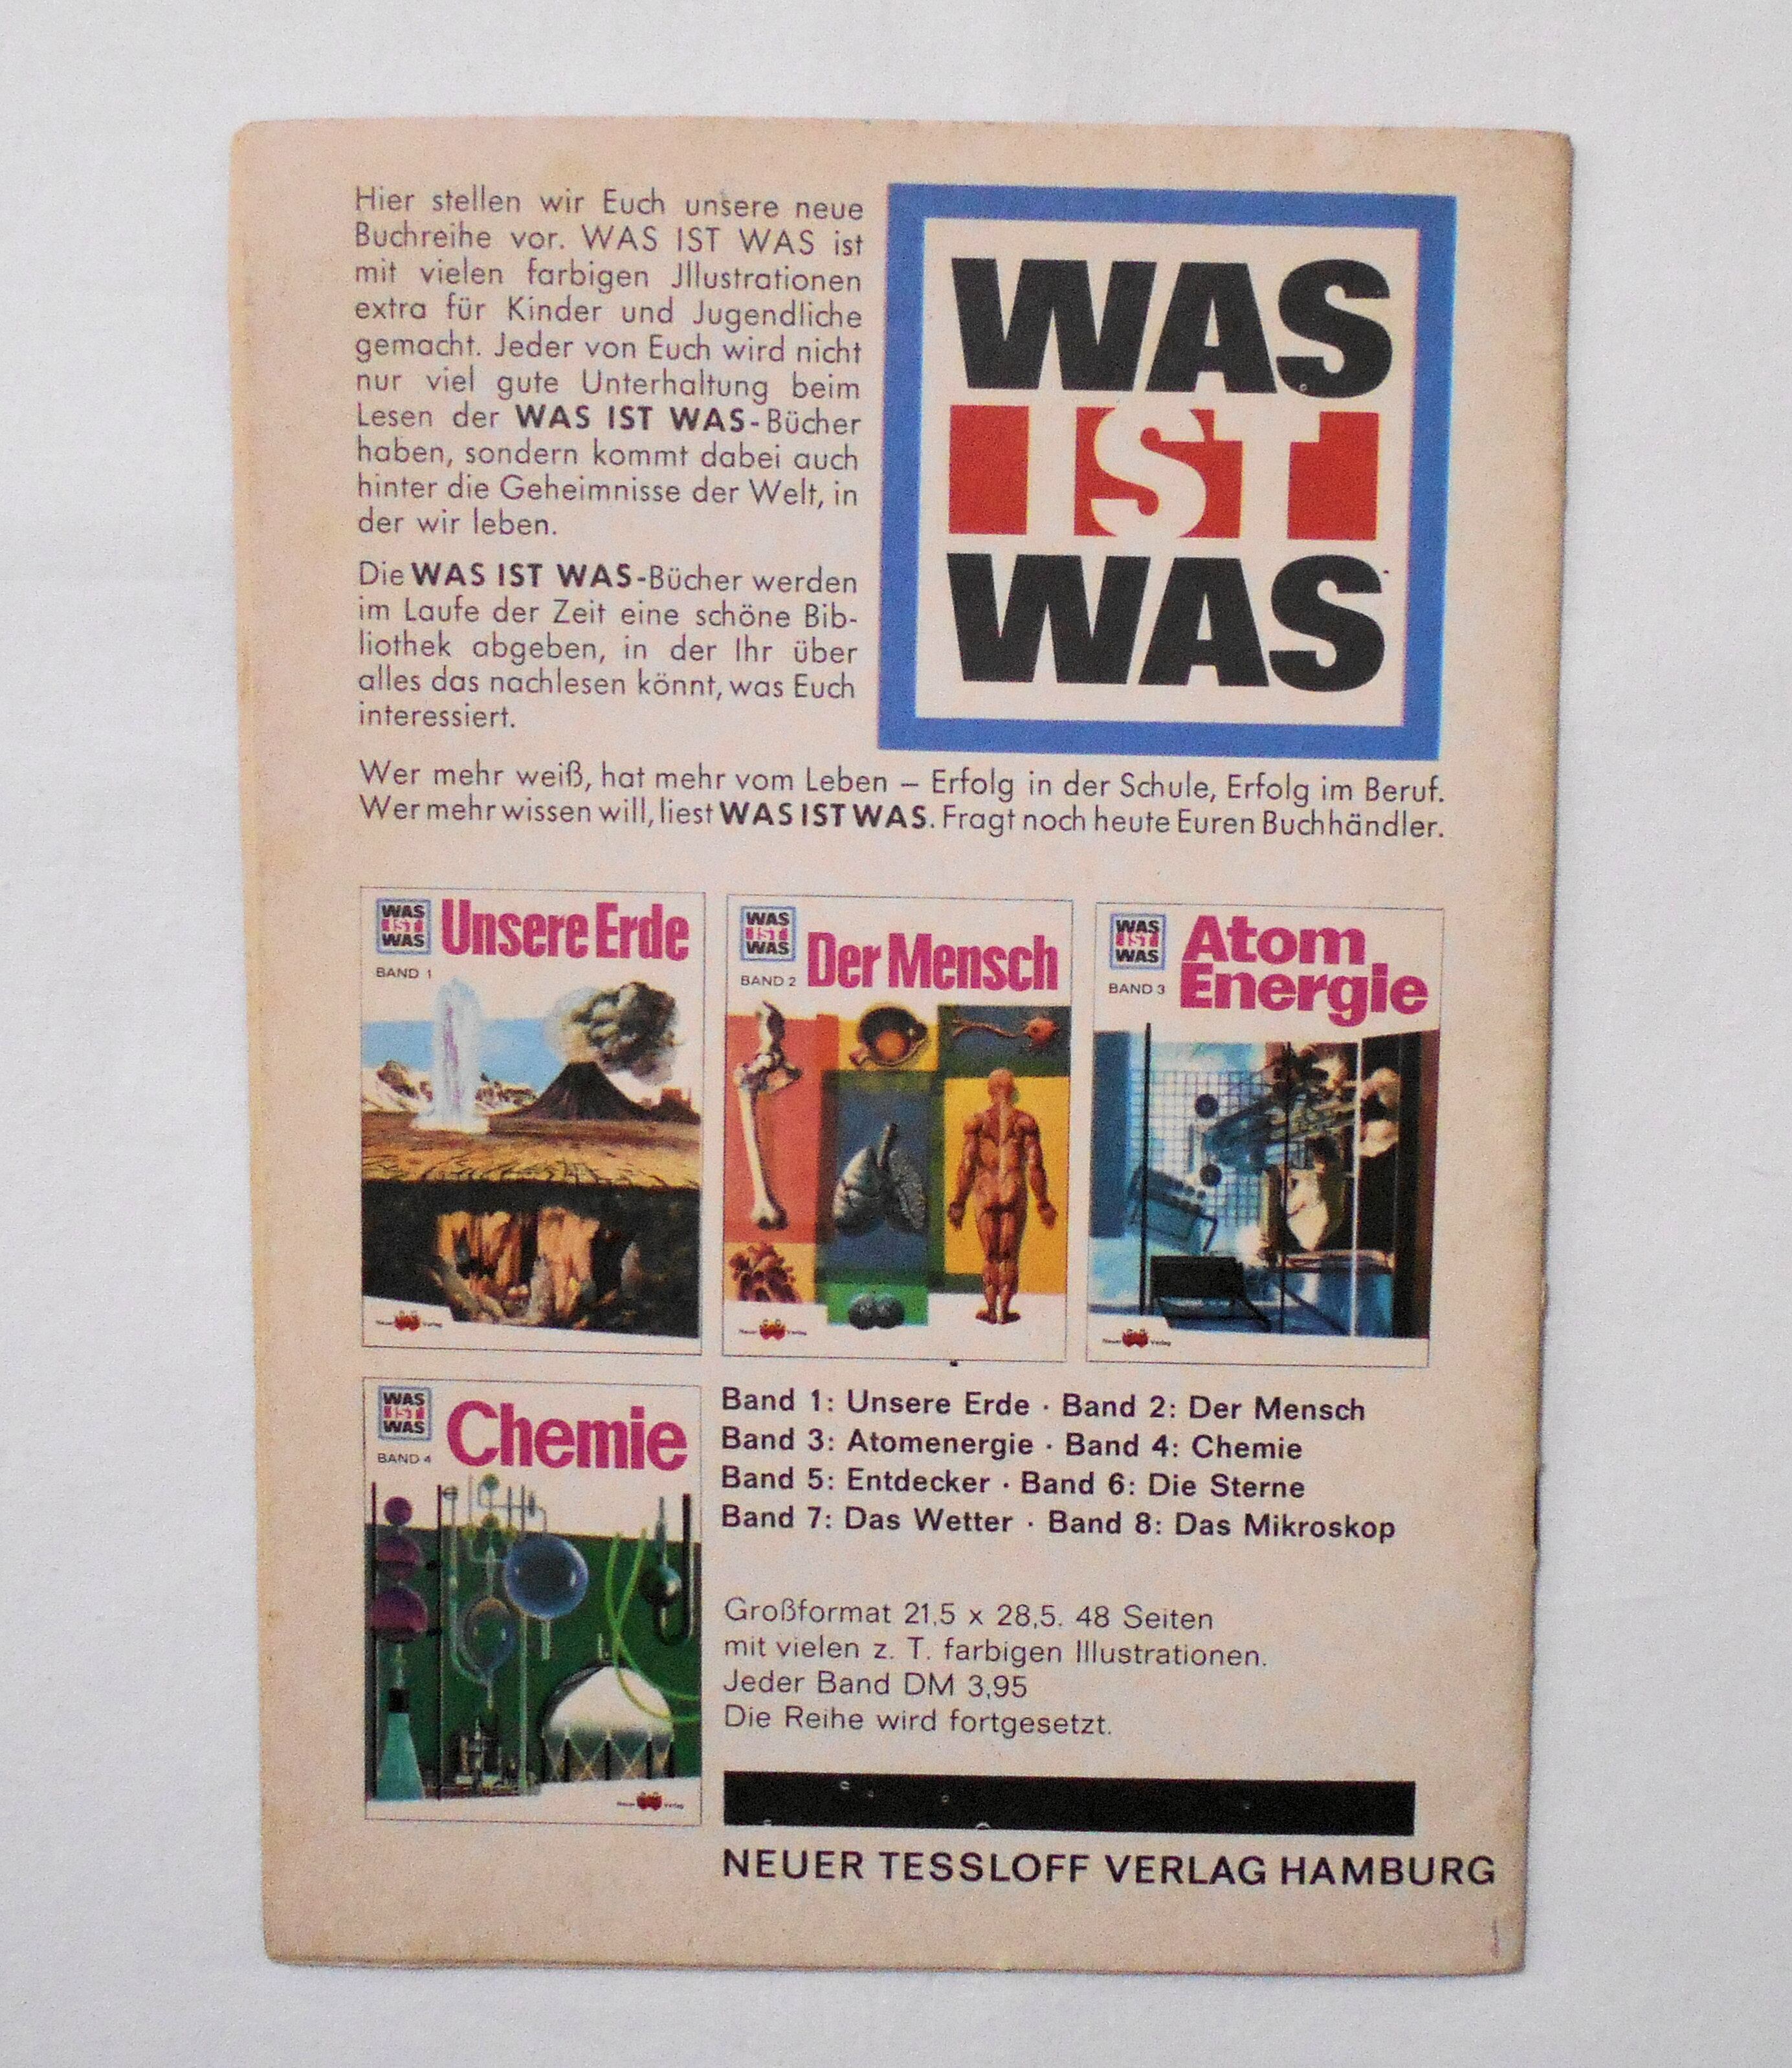 Hier stellen wir Euch unsere neue
Buchreihe vor. WAS IST WAS ist
mit vielen farbigen Jllustrationen
extra für Kinder und Jugendliche
gemacht. Jeder von Euch wird nicht
nur viel gute Unterhaltung beim
Lesen der WAS IST WAS-Bücher
haben, sondern kommt dabei auch
hinter die Geheimnisse der Welt, in
der wir leben.
Die WAS IST WAS-Bücher werden
im Laufe der Zeit eine schöne Bib-
liothek abgeben, in der Ihr über
alles das nachlesen könnt, was Euch
interessiert.
WAS
IST
WAS
Wer mehr weiß, hat mehr vom Leben – Erfolg in der Schule, Erfolg im Beruf.
Wer mehr wissen will, liest WAS IST WAS. Fragt noch heute Euren Buchhändler.
WAS
IST
WAS
BAND 1
Unsere Erde
Neuer Verlag
WAS
IST
WAS
BAND 2
Der Mensch
Neuer Verlag
WAS
IST
WAS
BAND 3
Atom
Energie
Neuer Verlag
WAS
IST
WAS
BAND 4
Chemie
Neuer Verlag
Band 1: Unsere Erde · Band 2: Der Mensch
Band 3: Atomenergie · Band 4: Chemie
Band 5: Entdecker · Band 6: Die Sterne
Band 7: Das Wetter · Band 8: Das Mikroskop
Großformat 21,5 x 28,5. 48 Seiten
mit vielen z. T. farbigen Illustrationen.
Jeder Band DM 3,95
Die Reihe wird fortgesetzt.
NEUER TESSLOFF VERLAG HAMBURG